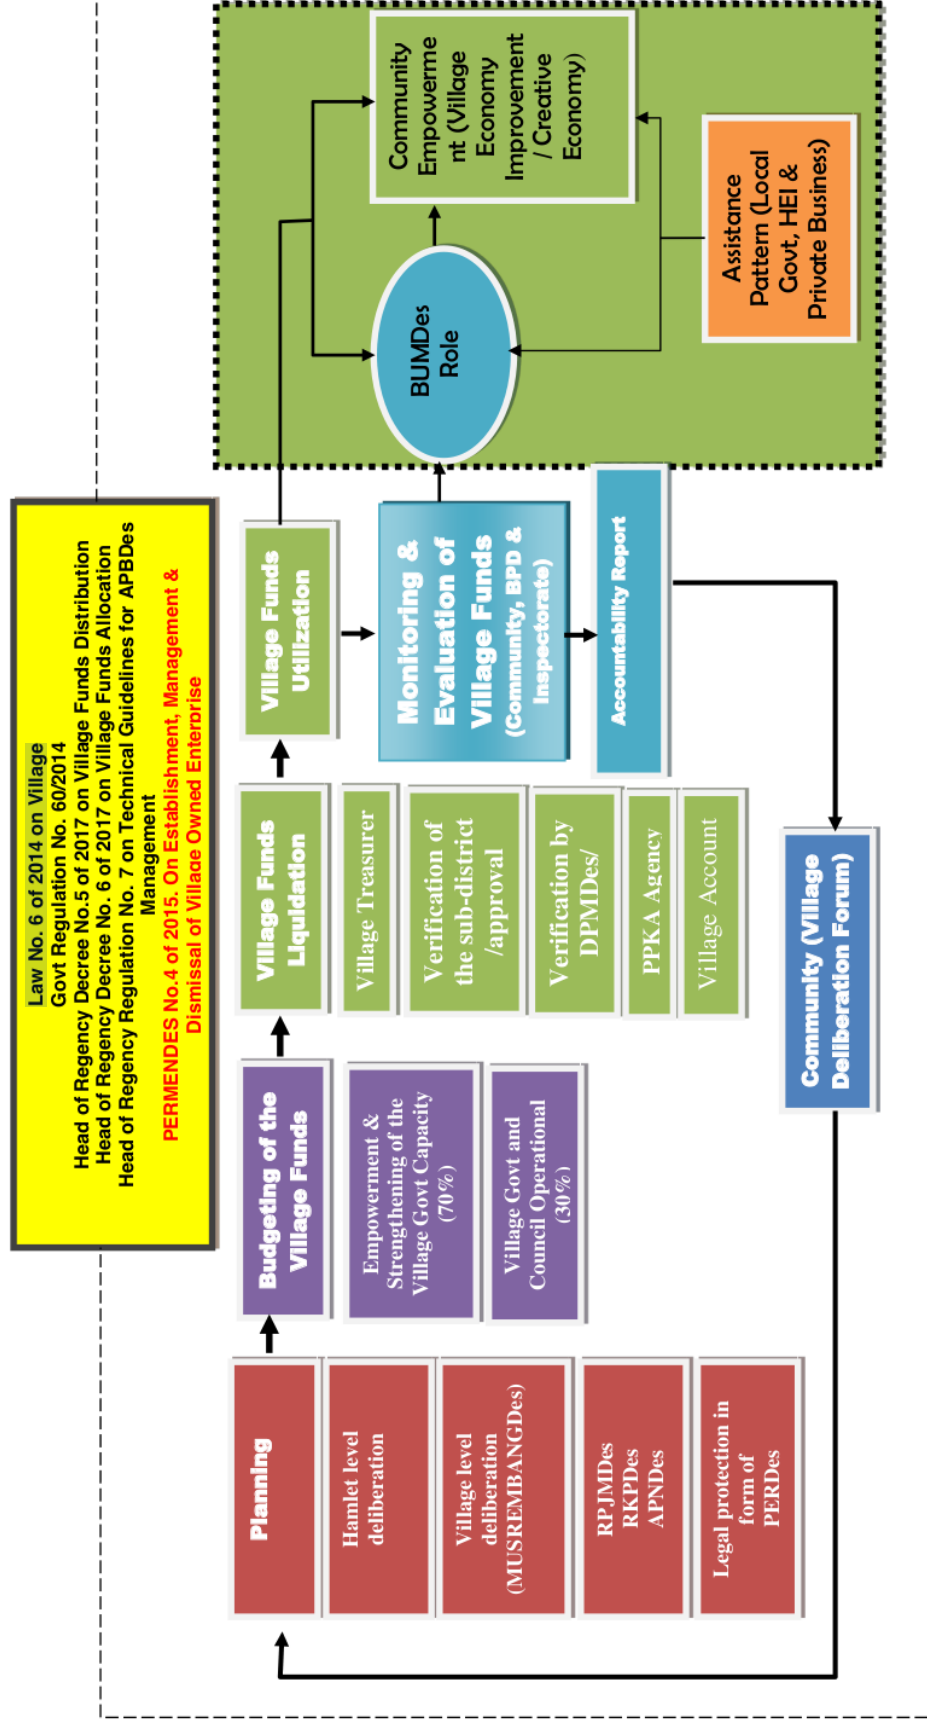 Law No. 6 of 2014 on Village
Govt Regulation No. 60/2014
Head of Regency Decree No.5 of 2017 on Village Funds Distribution
Head of Regency Decree No. 6 of 2017 on Village Funds Allocation
Head of Regency Regulation No. 7 on Technical Guidelines for APBDes
Management
PERMENDES No.4 of 2015. On Establishment, Management &
Dismissal of Village Owned Enterprise
Planning
Hamlet level
deliberation
Village level
deliberation
(MUSREMBANGDes)
RPJMDes
RKPDes
APNDes
Legal protection in
form of
PERDes
Budgeting of the
Village Funds
Empowerment &
Strengthening of the
Village Govt Capacity
(70%)
Village Govt and
Council Operational
(30%)
Village Funds
Liquidation
Village Treasurer
Verification of
the sub-district
/approval
Verification by
DPMDes/
PPKA Agency
Village Account
Village Funds
Utilization
Monitoring &
Evaluation of
Village Funds
(Community, BPD &
Inspectorate)
Accountability Report
Community (Village
Deliberation Forum)
BUMDes
Role
Community
Empowerme
nt (Village
Economy
Improvement
/ Creative
Economy)
Assistance
Pattern (Local
Govt, HEI &
Private Business)